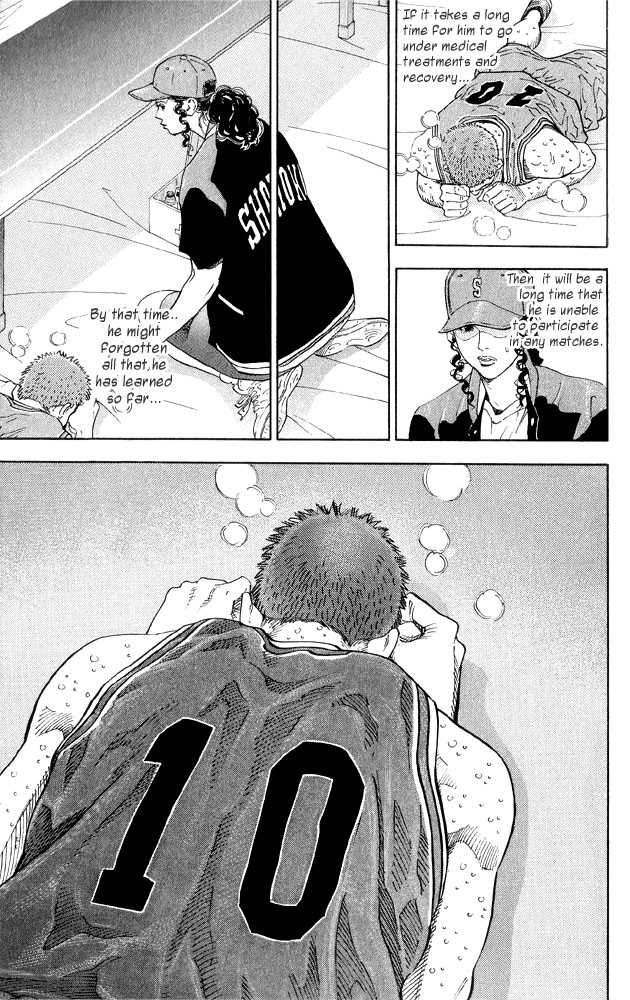 If it takes a long
time for him to go
under medical
treatments and
recovery...
10
Then it will be a
long time that
he is unable
to participate
in any matches.
S
SHOHOKU
By that time..
he might
forgotten
all that,he
has learned
so far...
10